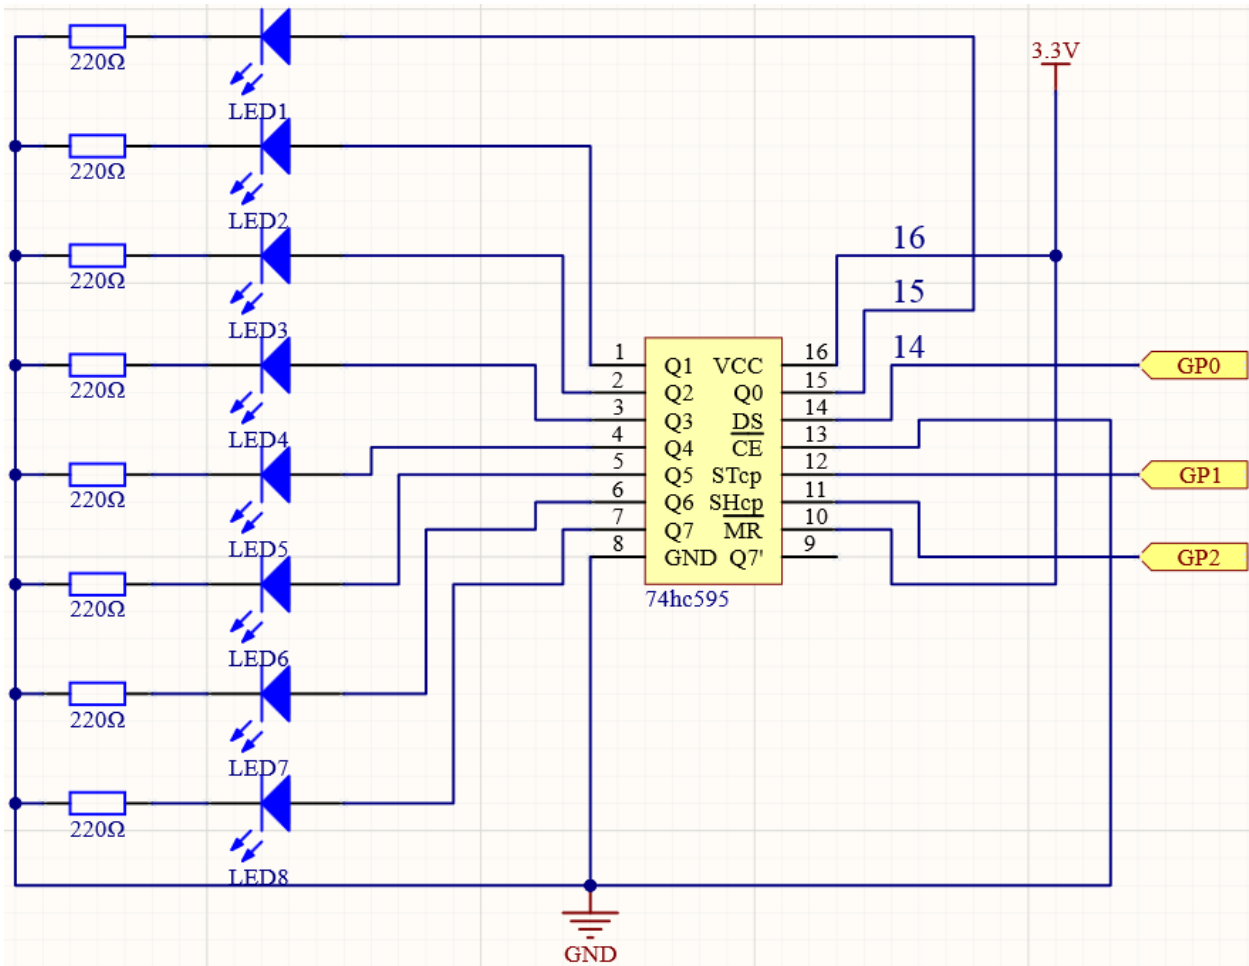 220Ω
LED1
3.3V
220Ω
LED2
16
220Ω
15
LED3
14
220Ω
LED4
1 Q1 VCC 16
GP0
2 Q2 Q0 15
3 Q3 DS 14
4 Q4 CE 13
5 Q5 STcp 12
GP1
6 Q6 SHcp 11
7 Q7 MR 10
8 GND Q7' 9
GP2
74hc595
220Ω
LED5
220Ω
LED6
220Ω
LED7
220Ω
LED8
GND